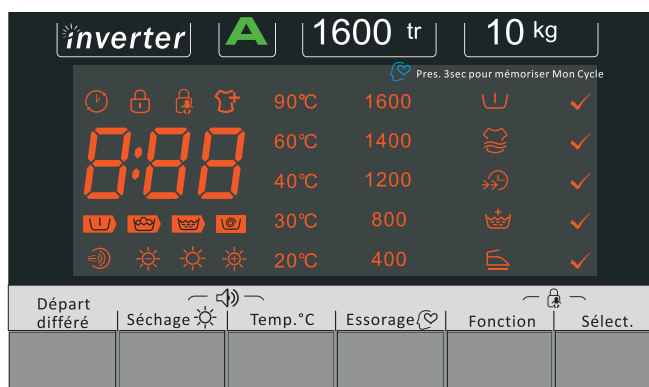 inverter A 1600 tr 10 kg
Pres. 3sec pour mémoriser Mon Cycle
90°C 1600
8:88
60°C 1400
40°C 1200
30°C 800
20°C 400
Départ différé
Séchage
Temp.°C
Essorage
Fonction
Sélect.